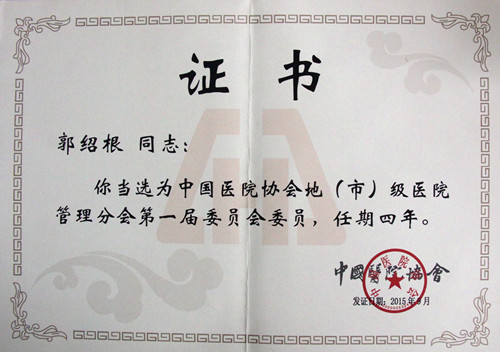 证书
郭绍根 同志：
你当选为中国医院协会地（市）级医院
管理分会第一届委员会委员，任期四年。
中國醫院協會
发证日期：2015年9月